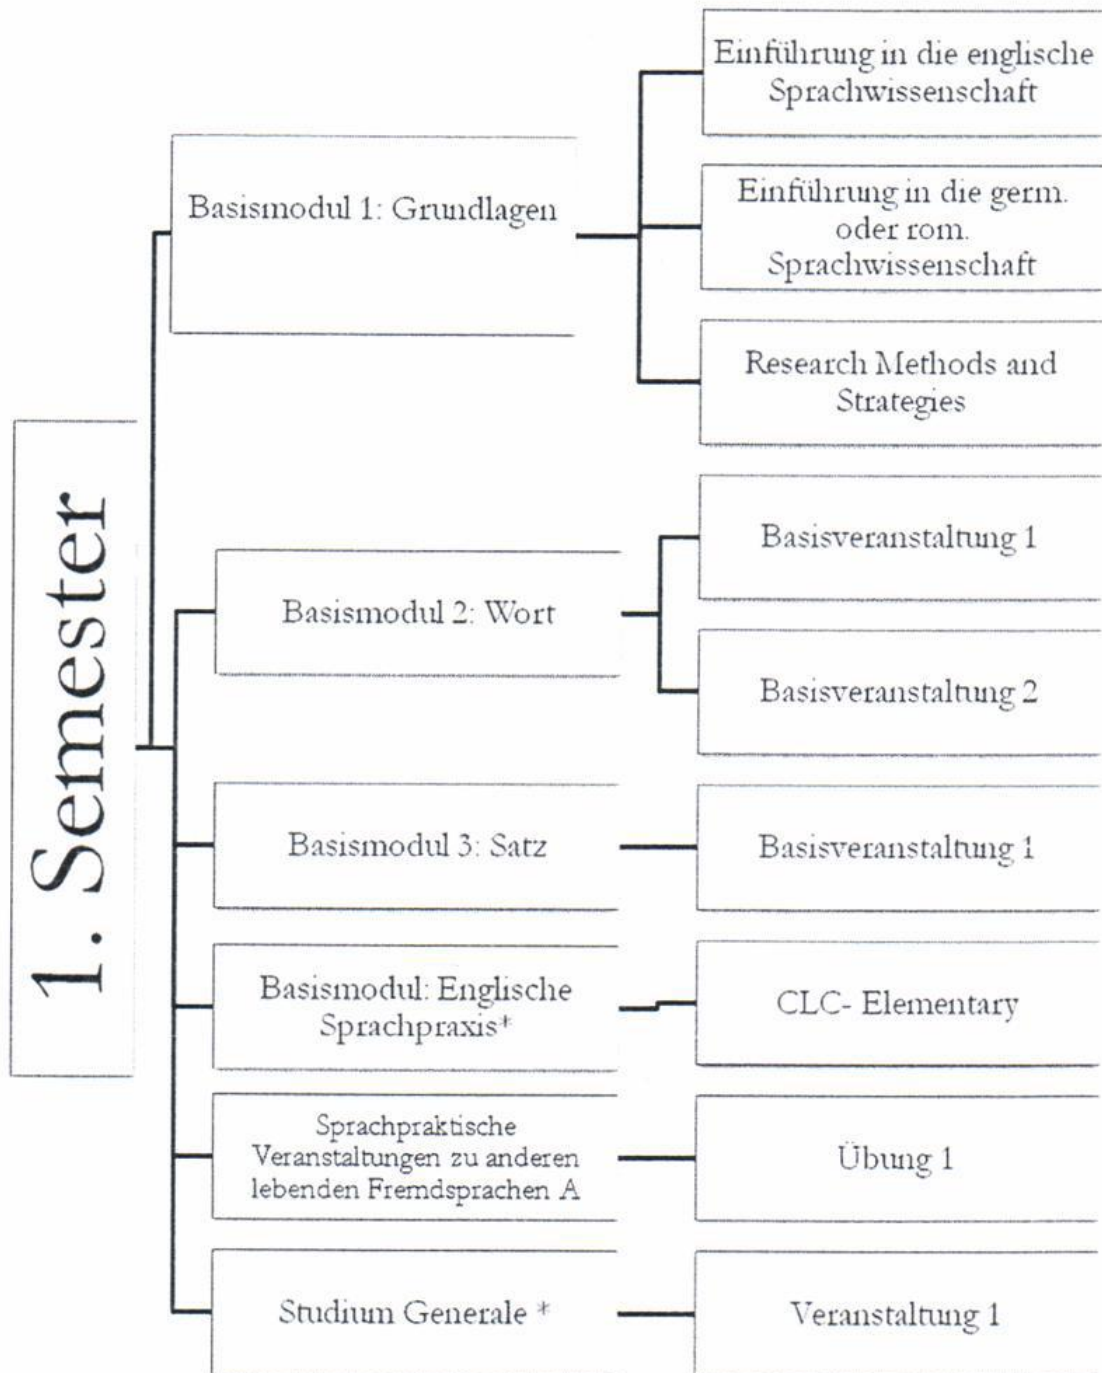 1. Semester
Basismodul 1: Grundlagen
Einführung in die englische
Sprachwissenschaft
Einführung in die germ.
oder rom.
Sprachwissenschaft
Research Methods and
Strategies
Basismodul 2: Wort
Basisveranstaltung 1
Basisveranstaltung 2
Basismodul 3: Satz
Basisveranstaltung 1
Basismodul: Englische
Sprachpraxis*
CLC- Elementary
Sprachpraktische
Veranstaltungen zu anderen
lebenden Fremdsprachen A
Übung 1
Studium Generale *
Veranstaltung 1